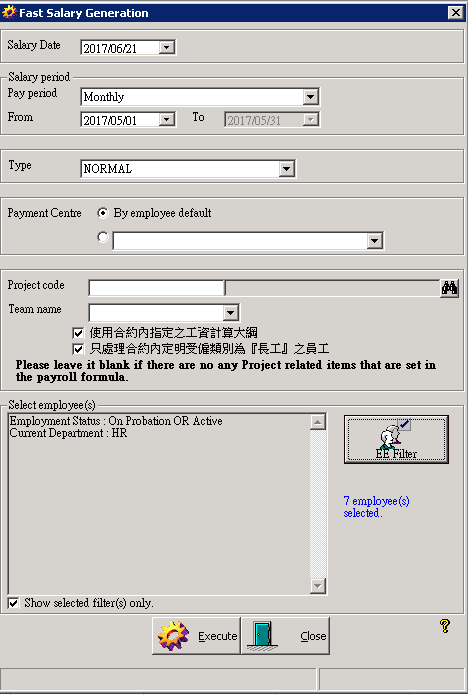 Fast Salary Generation
Salary Date 2017/06/21
Salary period
Pay period Monthly
From 2017/05/01 To 2017/05/31
Type NORMAL
Payment Centre By employee default
Project code
Team name
使用合約內指定之工資計算大綱
只處理合約內定明受僱類別為『長工』之員工
Please leave it blank if there are no any Project related items that are set in
the payroll formula.
Select employee(s)
Employment Status : On Probation OR Active
Current Department : HR
EE Filter
7 employee(s)
selected.
Show selected filter(s) only.
Execute Close